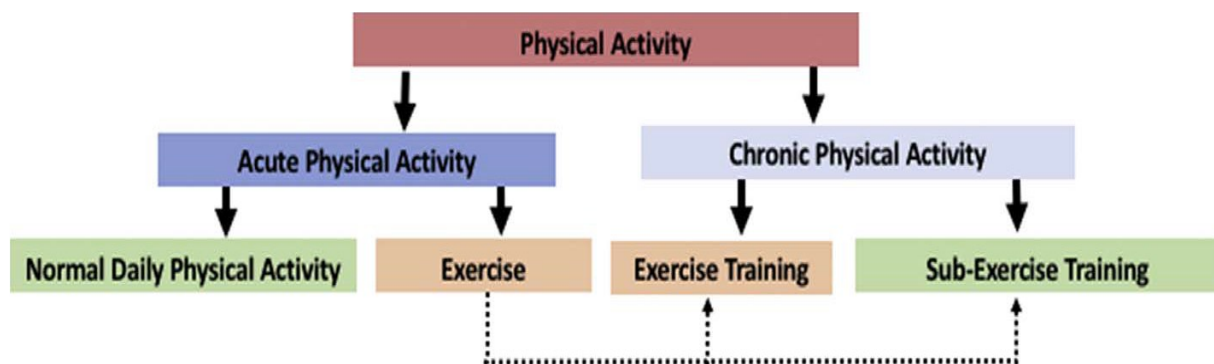 Physical Activity
Acute Physical Activity
Chronic Physical Activity
Normal Daily Physical Activity
Exercise
Exercise Training
Sub-Exercise Training